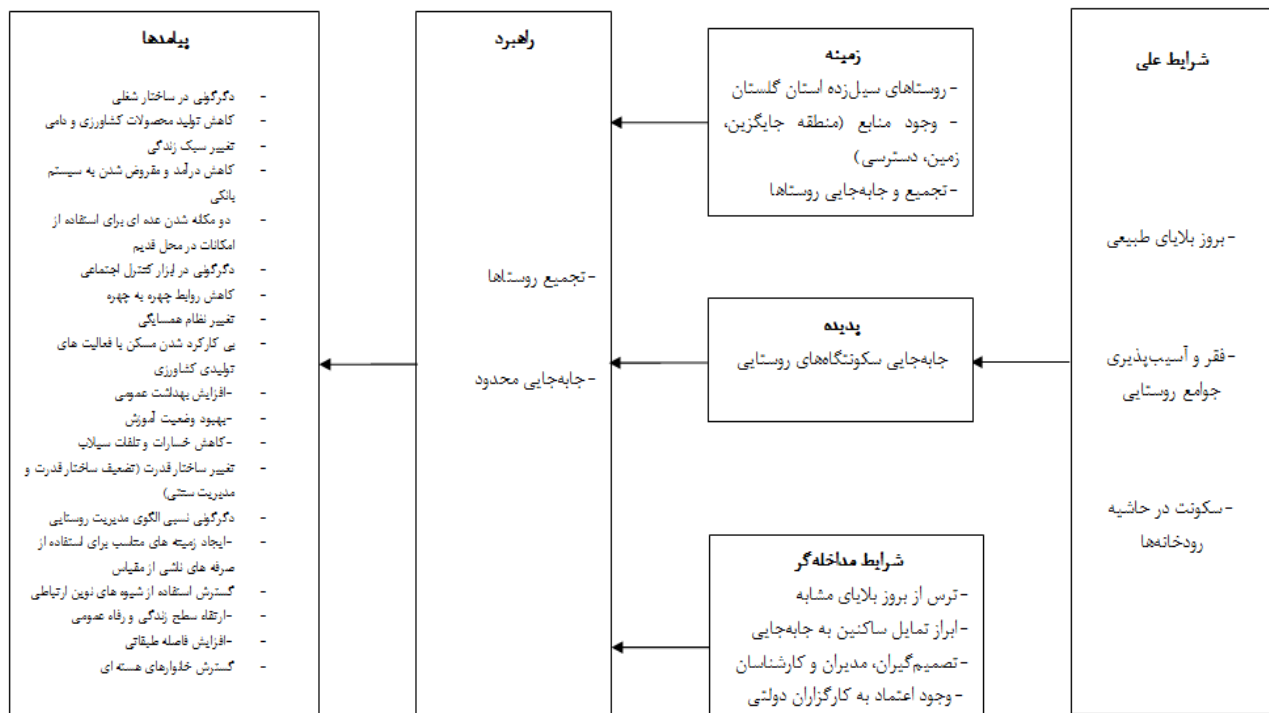 شرایط علی
-بروز بلایای طبیعی
-فقر و آسیب‌پذیری
جوامع روستایی
-سکونت در حاشیه
رودخانه‌ها
زمینه
-روستاهای سیل‌زده استان گلستان
- وجود منابع (منطقه جایگزین،
زمین، دسترسی)
-تجمیع و جابه‌جایی روستاها
پدیده
جابه‌جایی سکونتگاه‌های روستایی
شرایط مداخله‌گر
-ترس از بروز بلایای مشابه
-ابراز تمایل ساکنین به جابه‌جایی
-تصمیم‌گیران، مدیران و کارشناسان
-وجود اعتماد به کارگزاران دولتی
راهبرد
-تجمیع روستاها
-جابه‌جایی محدود
پیامدها
- دگرگونی در ساختار شغلی
- کاهش تولید محصولات کشاورزی و دامی
- تغییر سبک زندگی
- کاهش درآمد و مقروض شدن به سیستم
بانکی
- دو مکانه شدن عده ای برای استفاده از
امکانات در محل قدیم
- دگرگونی در ابزار کنترل اجتماعی
- کاهش روابط چهره به چهره
- تغییر نظام همسایگی
- بی کارکرد شدن مسکن با فعالیت های
تولیدی کشاورزی
- -افزایش بهداشت عمومی
- -بهبود وضعیت آموزش
- -کاهش خسارات و تلفات سیلاب
- تغییر ساختار قدرت (تضعیف ساختار قدرت و
مدیریت سنتی)
- دگرگونی نسبی الگوی مدیریت روستایی
- -ایجاد زمینه های مناسب برای استفاده از
صرفه های ناشی از مقیاس
- گسترش استفاده از شیوه های نوین ارتباطی
- -ارتقاء سطح زندگی و رفاه عمومی
- -افزایش فاصله طبقاتی
- گسترش خانوارهای هسته ای